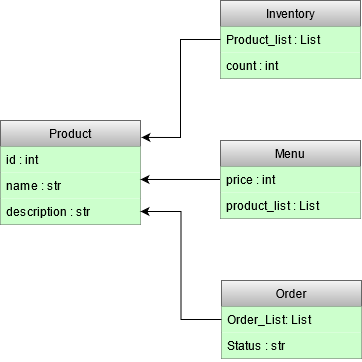 Inventory
Product_list : List
count : int
Product
id : int
name : str
description : str
Menu
price : int
product_list : List
Order
Order_List: List
Status : str